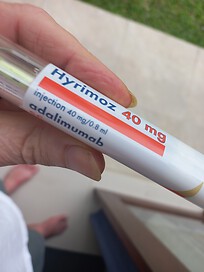 Hyrimoz 40 mg
injection 40 mg/0.8 ml
adalimumab